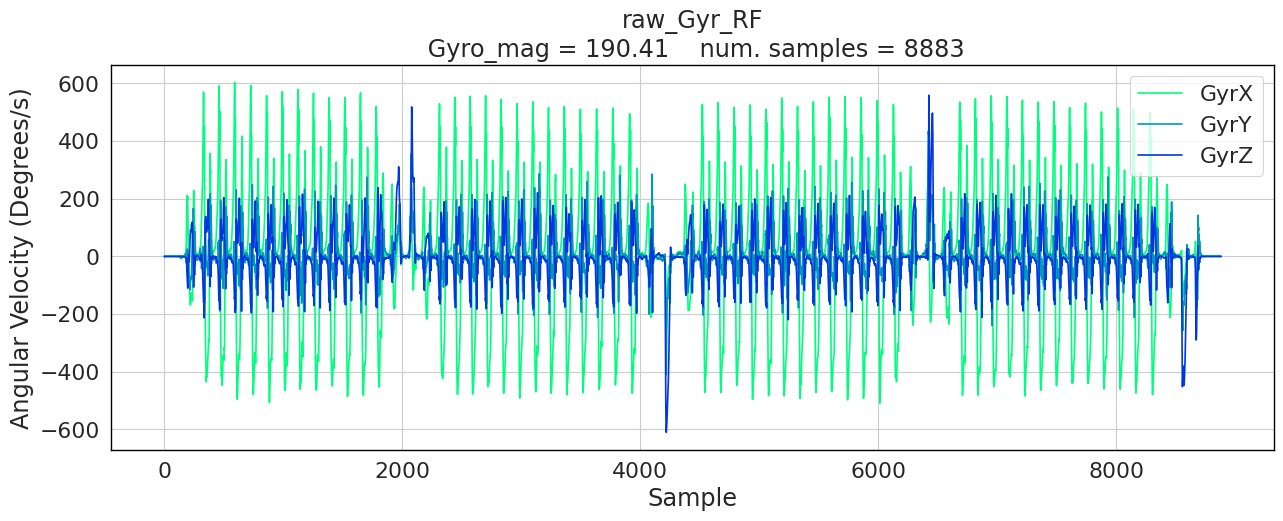 raw_Gyr_RF
Gyro_mag = 190.41    num. samples = 8883
Angular Velocity (Degrees/s)
600
400
200
0
−200
−400
−600
GyrX
GyrY
GyrZ
0
2000
4000
6000
8000
Sample